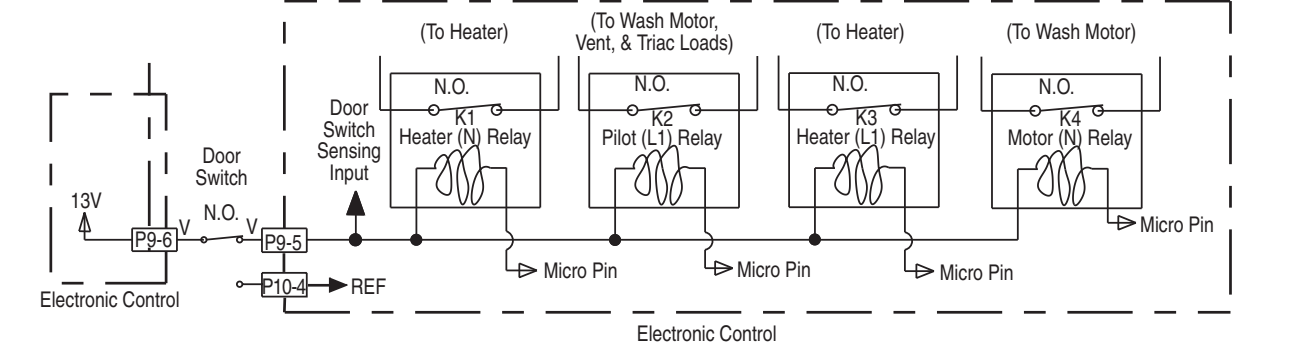 (To Heater)
(To Wash Motor,
Vent, & Triac Loads)
(To Heater)
(To Wash Motor)
N.O.
K1
Heater (N) Relay
N.O.
K2
Pilot (L1) Relay
N.O.
K3
Heater (L1) Relay
N.O.
K4
Motor (N) Relay
Door
Switch
Sensing
Input
Door
Switch
13V
N.O.
P9-6
V
V
P9-5
Micro Pin
Micro Pin
Micro Pin
Micro Pin
P10-4
REF
Electronic Control
Electronic Control